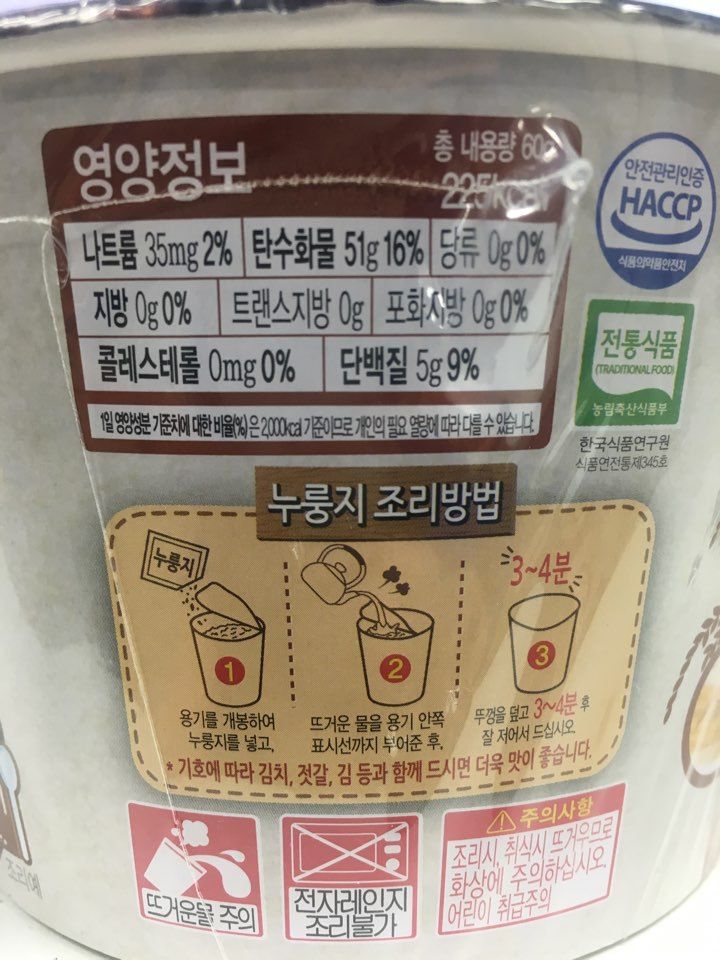 영양정보
총 내용량 60g
225kcal
나트륨 35mg 2% 탄수화물 51g 16% 당류 0g 0%
지방 0g 0% 트랜스지방 0g 포화지방 0g 0%
콜레스테롤 0mg 0% 단백질 5g 9%
1일 영양성분 기준치에 대한 비율(%)은 2,000kcal 기준이므로 개인의 필요 열량에 따라 다를 수 있습니다.
안전관리인증
HACCP
식품의약품안전처
전통식품
(TRADITIONAL FOOD)
농림축산식품부
한국식품연구원
식품연전통제345호
누룽지 조리방법
누룽지
1
용기를 개봉하여
누룽지를 넣고,
2
뜨거운 물을 용기 안쪽
표시선까지 부어준 후,
3~4분
3
뚜껑을 덮고 3~4분 후
잘 저어서 드십시오.
* 기호에 따라 김치, 젓갈, 김 등과 함께 드시면 더욱 맛이 좋습니다.
뜨거운물 주의
전자레인지
조리불가
주의사항
조리시, 취식시 뜨거우므로
화상에 주의하십시오.
어린이 취급주의
조리예